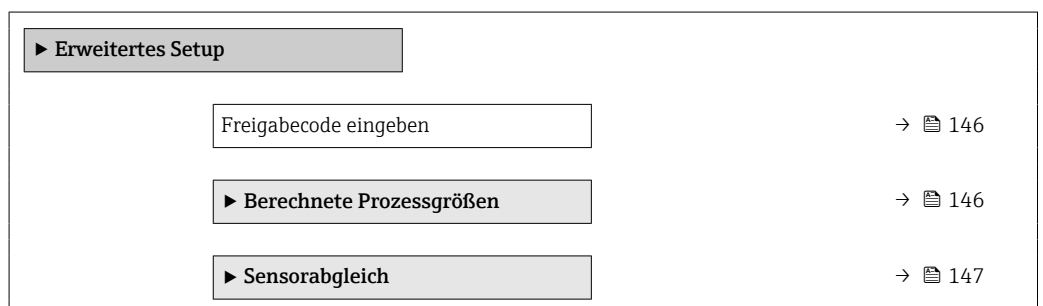 ▶ Erweitertes Setup
Freigabecode eingeben → 146
▶ Berechnete Prozessgrößen → 146
▶ Sensorabgleich → 147